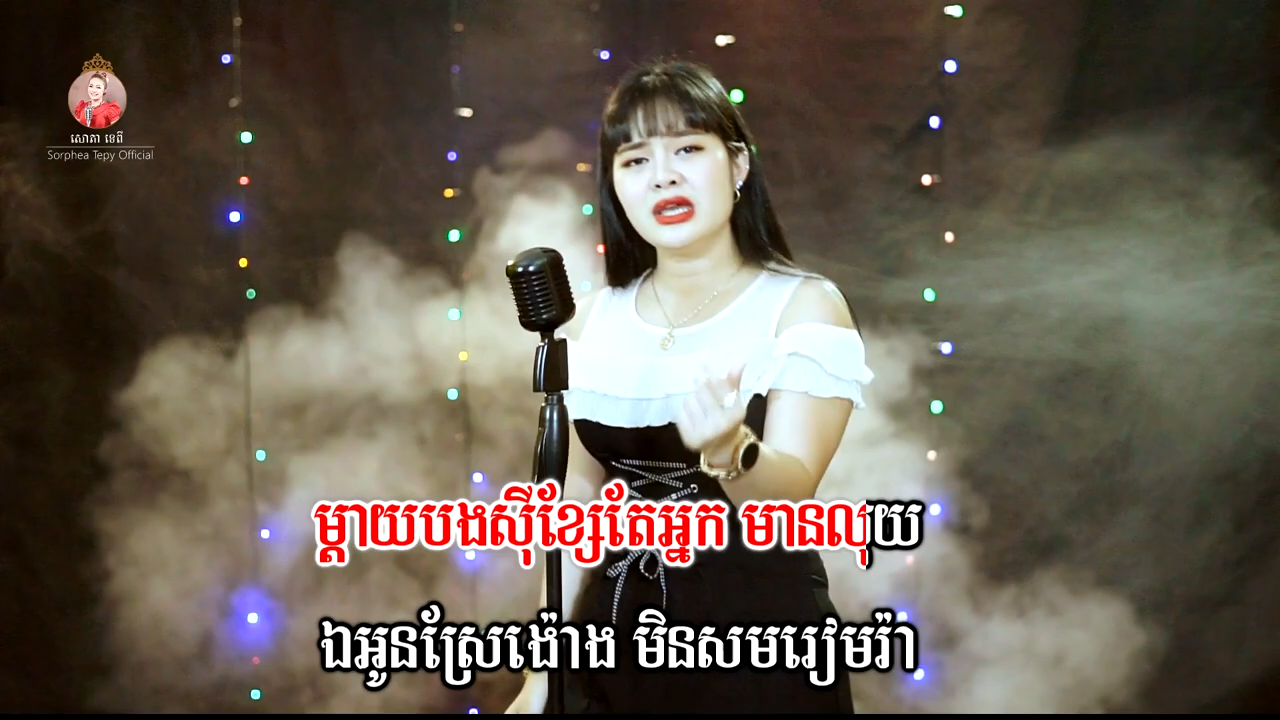 សោភា ទេពី
Sorphea Tepy Official
ម្ដាយបងស៊ីខ្សែតែអ្នក មានលុយ
ឯអូនស្រែង៉ោង មិនសមរៀមរ៉ា